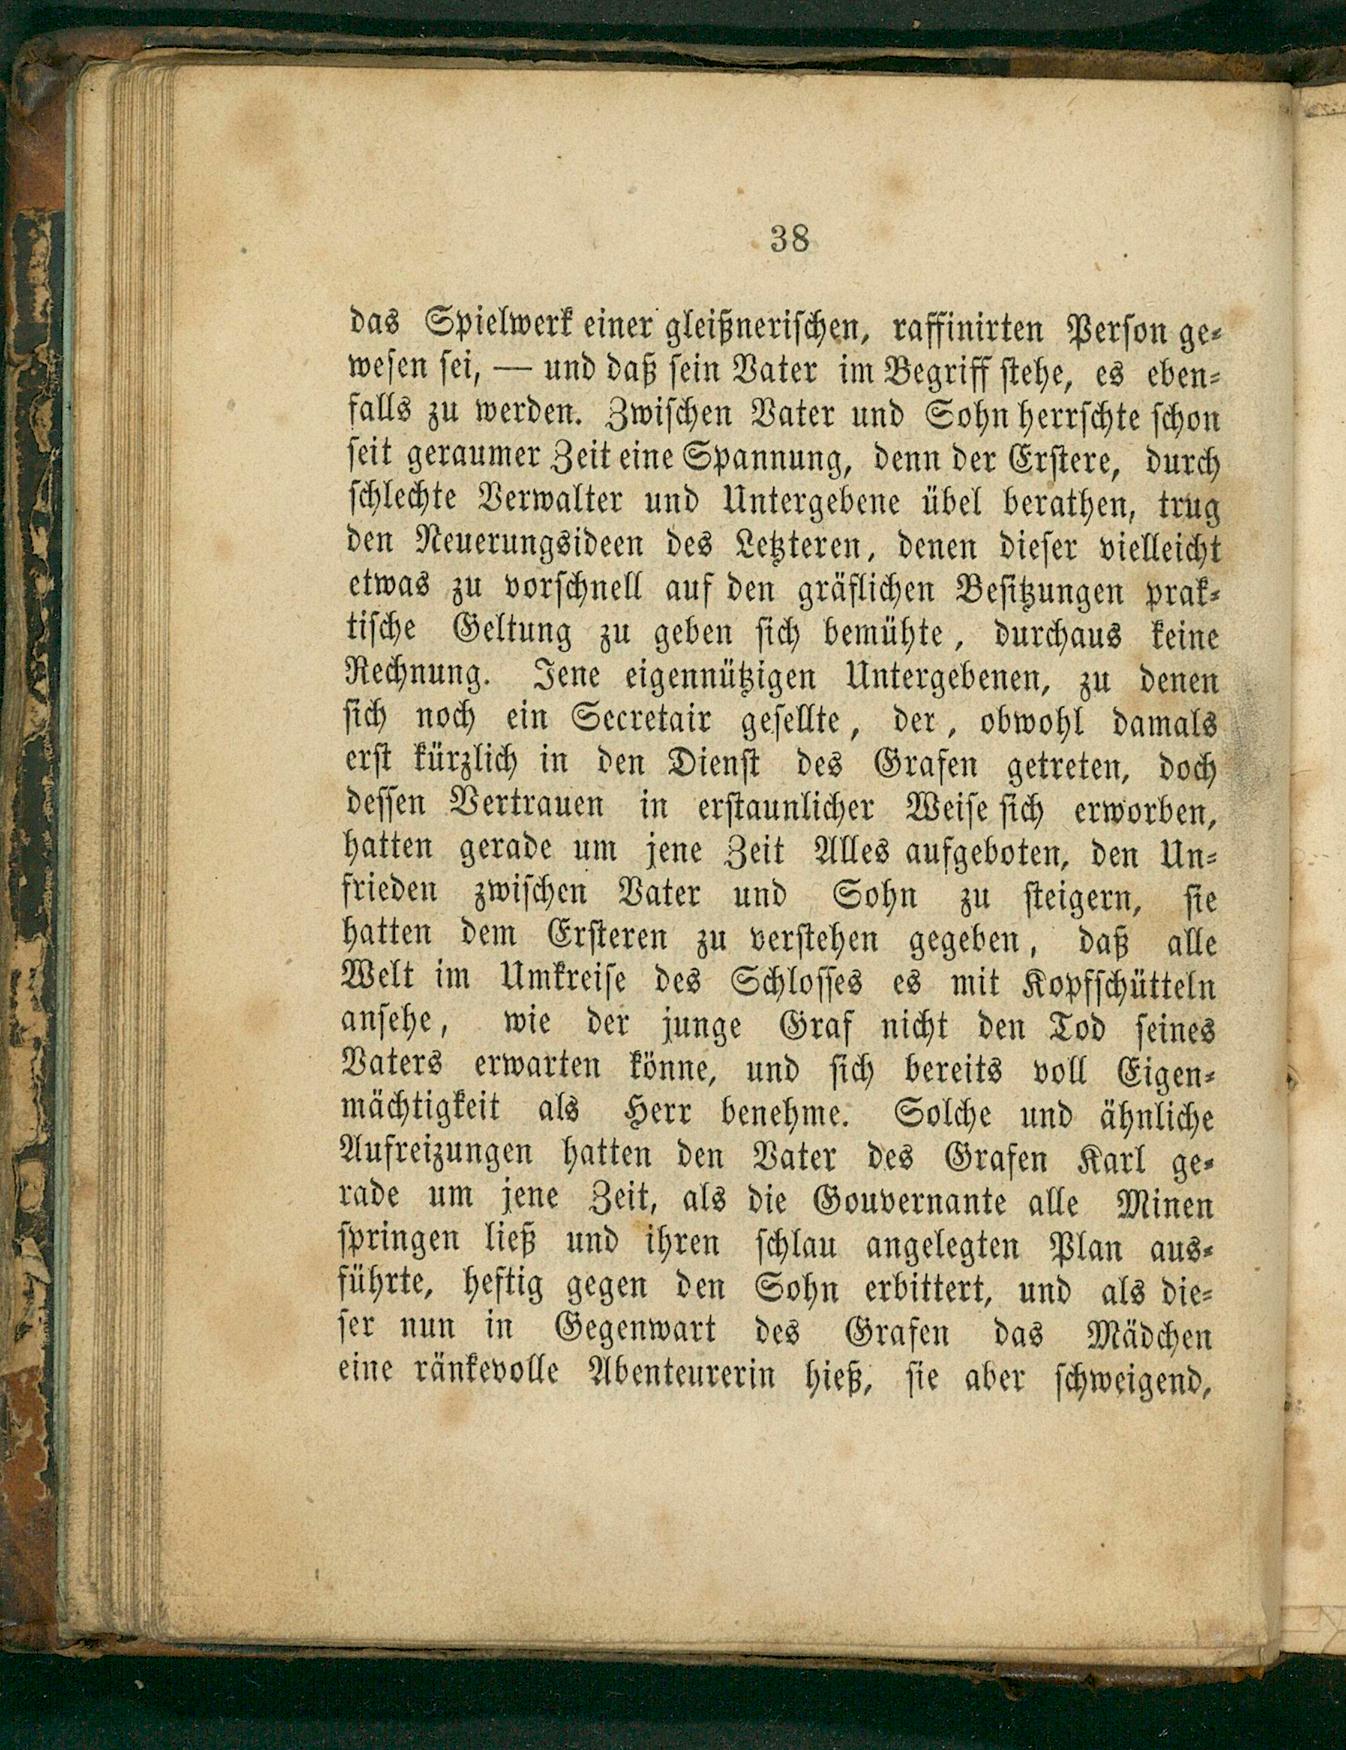 38
das Spielwerk einer gleißnerischen, raffinirten Person ge-
wesen sei, — und daß sein Vater im Begriff stehe, es eben-
falls zu werden. Zwischen Vater und Sohn herrschte schon
seit geraumer Zeit eine Spannung, denn der Erstere, durch
schlechte Verwalter und Untergebene übel berathen, trug
den Neuerungsideen des Letzteren, denen dieser vielleicht
etwas zu vorschnell auf den gräflichen Besitzungen prak-
tische Geltung zu geben sich bemühte, durchaus keine
Rechnung. Jene eigennützigen Untergebenen, zu denen
sich noch ein Secretair gesellte, der, obwohl damals
erst kürzlich in den Dienst des Grafen getreten, doch
dessen Vertrauen in erstaunlicher Weise sich erworben,
hatten gerade um jene Zeit Alles aufgeboten, den Un-
frieden zwischen Vater und Sohn zu steigern, sie
hatten dem Ersteren zu verstehen gegeben, daß alle
Welt im Umkreise des Schlosses es mit Kopfschütteln
ansehe, wie der junge Graf nicht den Tod seines
Vaters erwarten könne, und sich bereits voll Eigen-
mächtigkeit als Herr benehme. Solche und ähnliche
Aufreizungen hatten den Vater des Grafen Karl ge-
rade um jene Zeit, als die Gouvernante alle Minen
springen ließ und ihren schlau angelegten Plan aus-
führte, heftig gegen den Sohn erbittert, und als die-
ser nun in Gegenwart des Grafen das Mädchen
eine ränkevolle Abenteurerin hieß, sie aber schweigend,